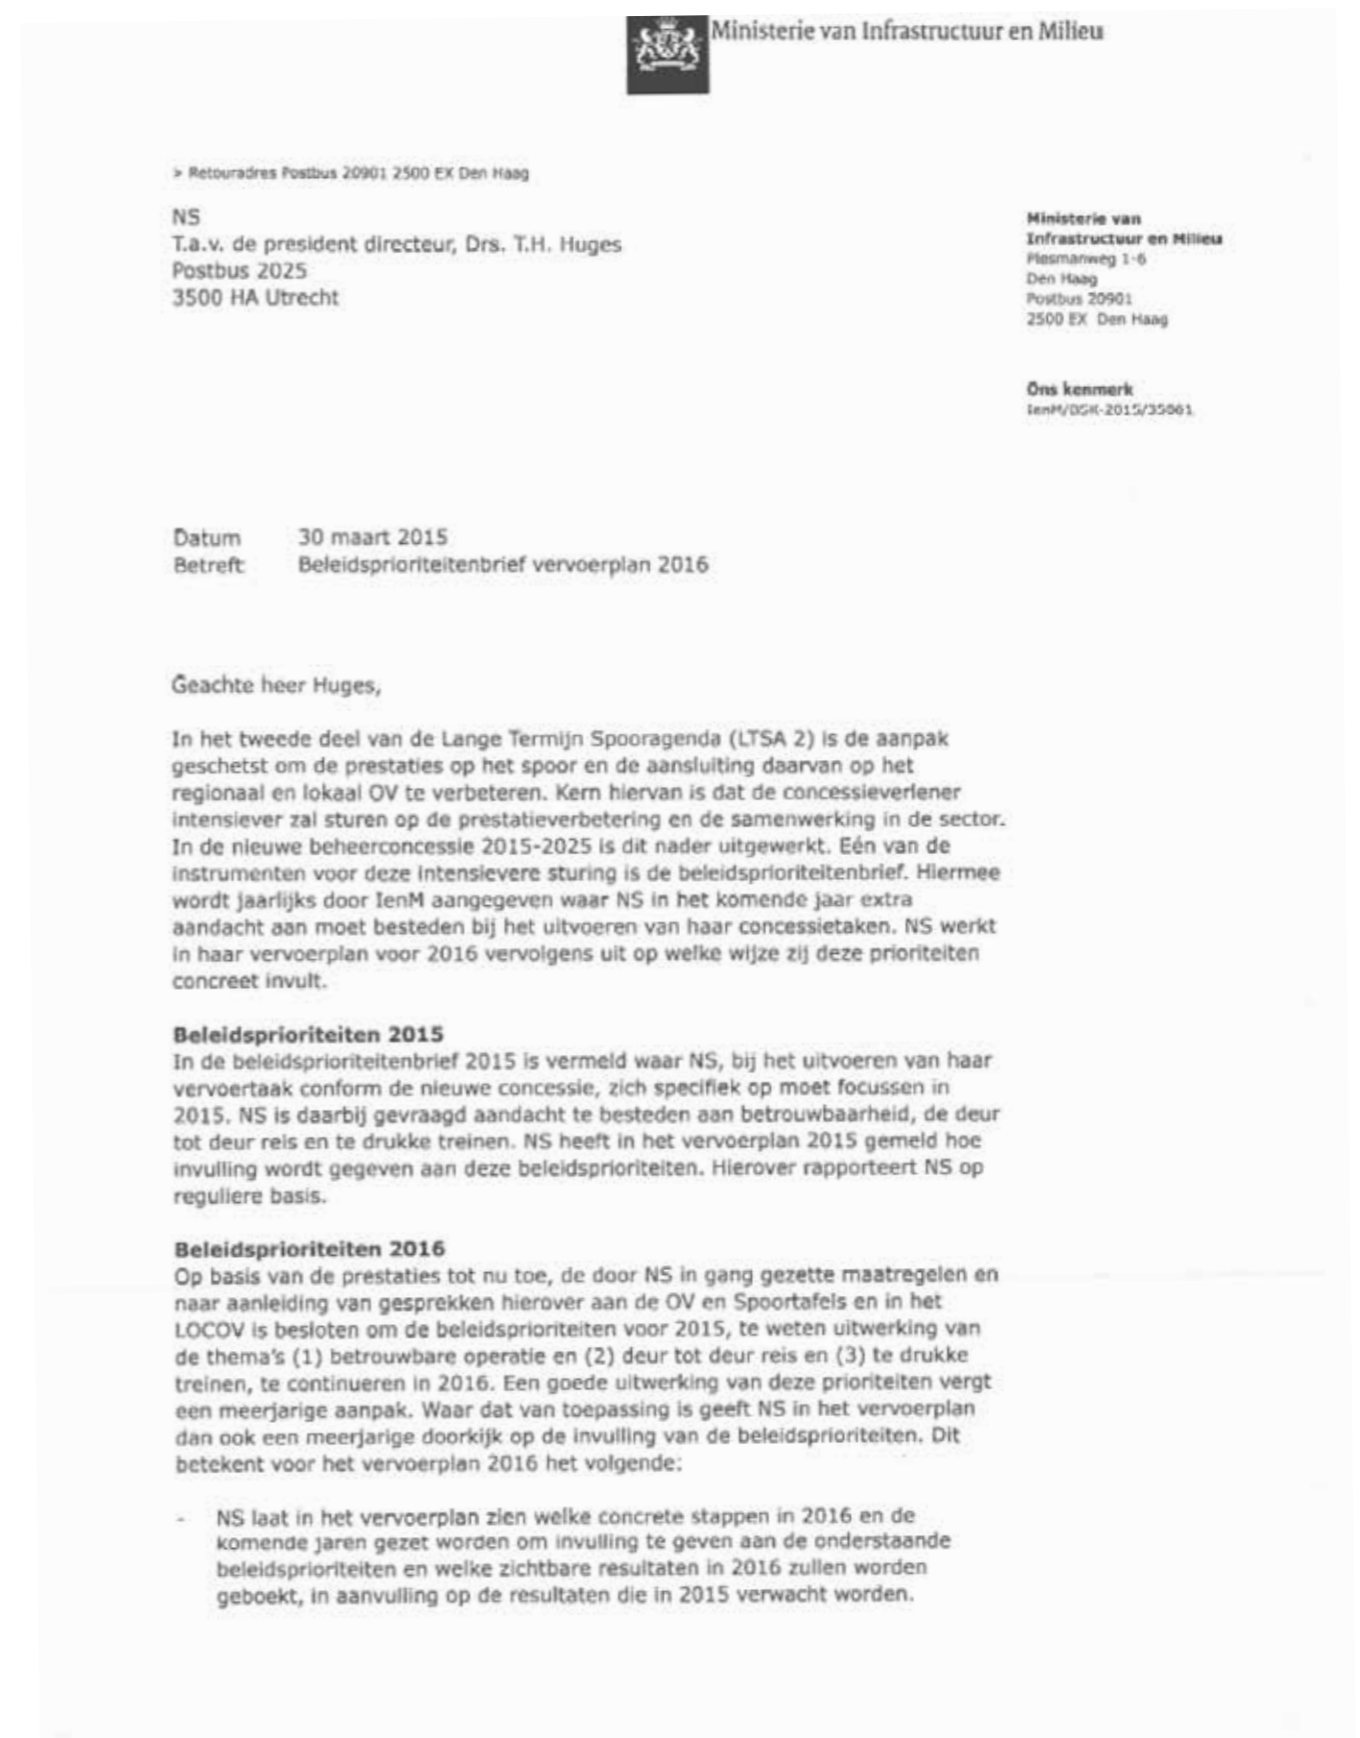 Ministerie van Infrastructuur en Milieu
> Retouradres Postbus 20901 2500 EX Den Haag
NS
T.a.v. de president directeur, Drs. T.H. Huges
Postbus 2025
3500 HA Utrecht
Ministerie van
Infrastructuur en Milieu
Plesmanweg 1-6
Den Haag
Postbus 20901
2500 EX Den Haag
Ons kenmerk
IenM/BSK-2015/35061
Datum 30 maart 2015
Betreft Beleidsprioriteitenbrief vervoerplan 2016
Geachte heer Huges,
In het tweede deel van de Lange Termijn Spooragenda (LTSA 2) is de aanpak
geschetst om de prestaties op het spoor en de aansluiting daarvan op het
regionaal en lokaal OV te verbeteren. Kern hiervan is dat de concessieverlener
intensiever zal sturen op de prestatieverbetering en de samenwerking in de sector.
In de nieuwe beheerconcessie 2015-2025 is dit nader uitgewerkt. Eén van de
instrumenten voor deze intensievere sturing is de beleidsprioriteitenbrief. Hiermee
wordt jaarlijks door IenM aangegeven waar NS in het komende jaar extra
aandacht aan moet besteden bij het uitvoeren van haar concessietaken. NS werkt
in haar vervoerplan voor 2016 vervolgens uit op welke wijze zij deze prioriteiten
concreet invult.
Beleidsprioriteiten 2015
In de beleidsprioriteitenbrief 2015 is vermeld waar NS, bij het uitvoeren van haar
vervoertaak conform de nieuwe concessie, zich specifiek op moet focussen in
2015. NS is daarbij gevraagd aandacht te besteden aan betrouwbaarheid, de deur
tot deur reis en te drukke treinen. NS heeft in het vervoerplan 2015 gemeld hoe
invulling wordt gegeven aan deze beleidsprioriteiten. Hierover rapporteert NS op
reguliere basis.
Beleidsprioriteiten 2016
Op basis van de prestaties tot nu toe, de door NS in gang gezette maatregelen en
naar aanleiding van gesprekken hierover aan de OV en Spoortafels en in het
LOCOV is besloten om de beleidsprioriteiten voor 2015, te weten uitwerking van
de thema's (1) betrouwbare operatie en (2) deur tot deur reis en (3) te drukke
treinen, te continueren in 2016. Een goede uitwerking van deze prioriteiten vergt
een meerjarige aanpak. Waar dat van toepassing is geeft NS in het vervoerplan
dan ook een meerjarige doorkijk op de invulling van de beleidsprioriteiten. Dit
betekent voor het vervoerplan 2016 het volgende:
- NS laat in het vervoerplan zien welke concrete stappen in 2016 en de
komende jaren gezet worden om invulling te geven aan de onderstaande
beleidsprioriteiten en welke zichtbare resultaten in 2016 zullen worden
geboekt, in aanvulling op de resultaten die in 2015 verwacht worden.